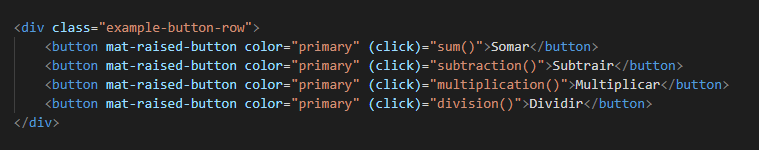 <div class="example-button-row">
    <button mat-raised-button color="primary" (click)="sum()">Somar</button>
    <button mat-raised-button color="primary" (click)="subtraction()">Subtrair</button>
    <button mat-raised-button color="primary" (click)="multiplication()">Multiplicar</button>
    <button mat-raised-button color="primary" (click)="division()">Dividir</button>
</div>